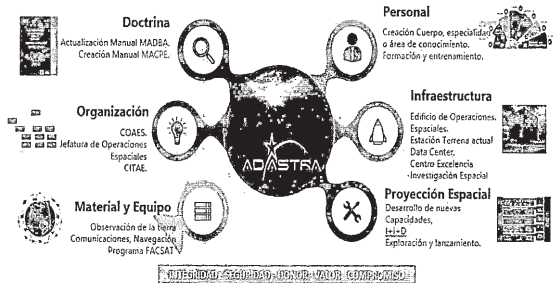 Doctrina
Actualización Manual MADBA.
Creación Manual MACPE.
Organización
COAES.
Jefatura de Operaciones
Espaciales
CITAE.
Material y Equipo
Observación de la tierra
Comunicaciones, Navegación
Programa FACSAT
AD ASTRA
Personal
Creación Cuerpo, especialidad
o área de conocimiento.
Formación y entrenamiento.
Infraestructura
Edificio de Operaciones.
Espaciales.
Estación Terrena actual
Data Center,
Centro Excelencia
Investigación Espacial
Proyección Espacial
Desarrollo de nuevas
Capacidades,
I+i+D
Exploración y lanzamiento.
INTEGRIDAD - SEGURIDAD - HONOR - VALOR - COMPROMISO